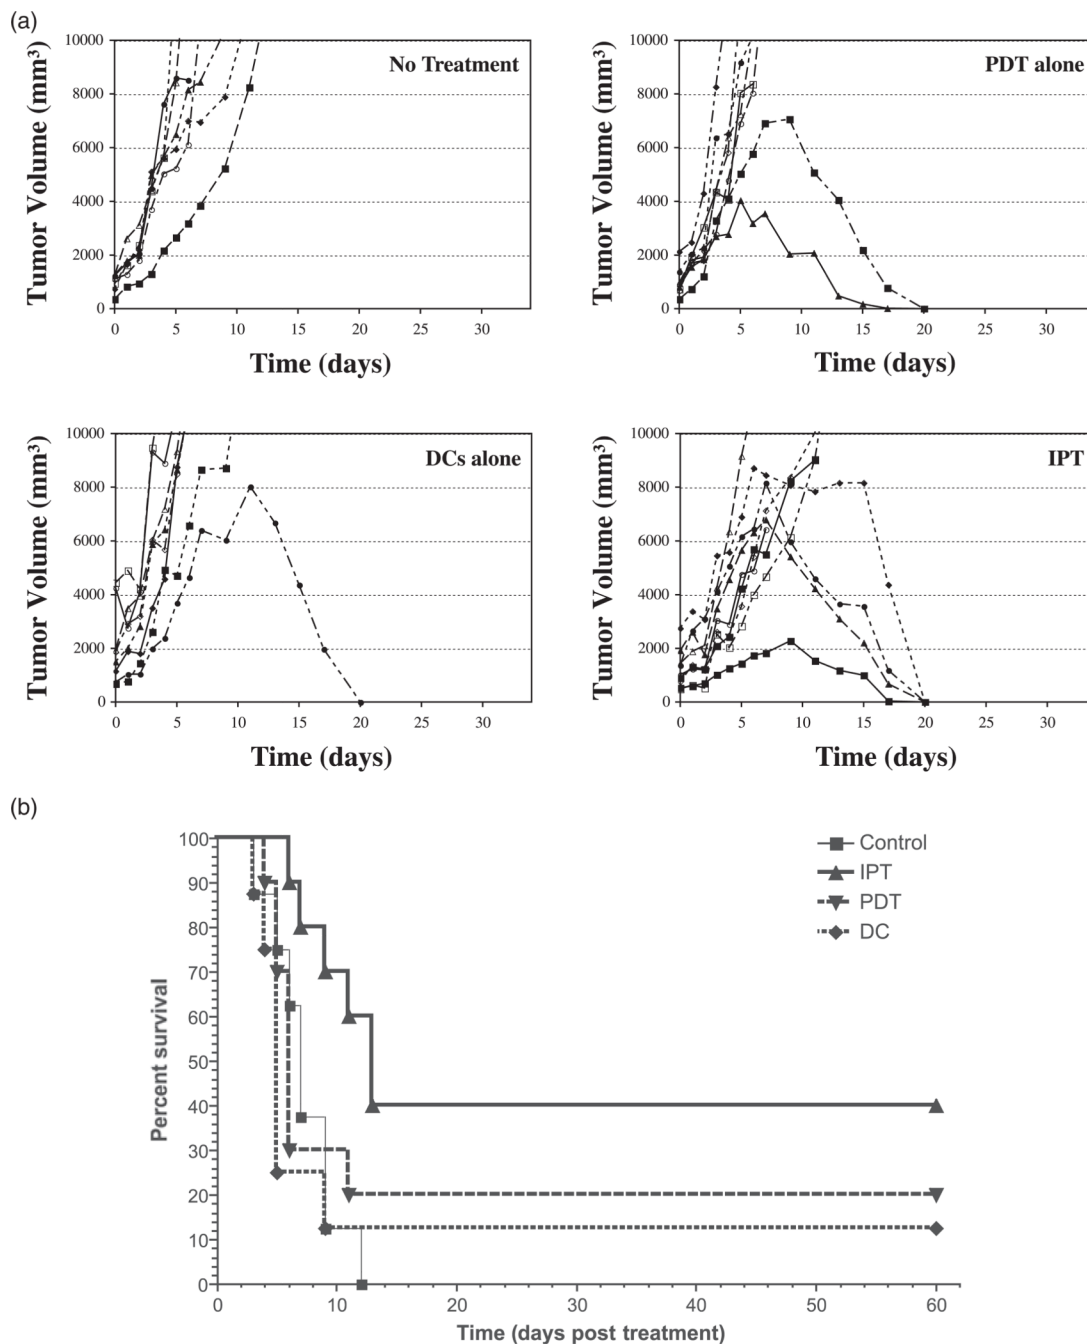 (a)
10000
8000
6000
4000
2000
0
Tumor Volume (mm³)
No Treatment
0 5 10 15 20 25 30
Time (days)
10000
8000
6000
4000
2000
0
Tumor Volume (mm³)
PDT alone
0 5 10 15 20 25 30
Time (days)
10000
8000
6000
4000
2000
0
Tumor Volume (mm³)
DCs alone
0 5 10 15 20 25 30
Time (days)
10000
8000
6000
4000
2000
0
Tumor Volume (mm³)
IPT
0 5 10 15 20 25 30
Time (days)
(b)
100
90
80
70
60
50
40
30
20
10
0
Percent survival
Control
IPT
PDT
DC
0 10 20 30 40 50 60
Time (days post treatment)